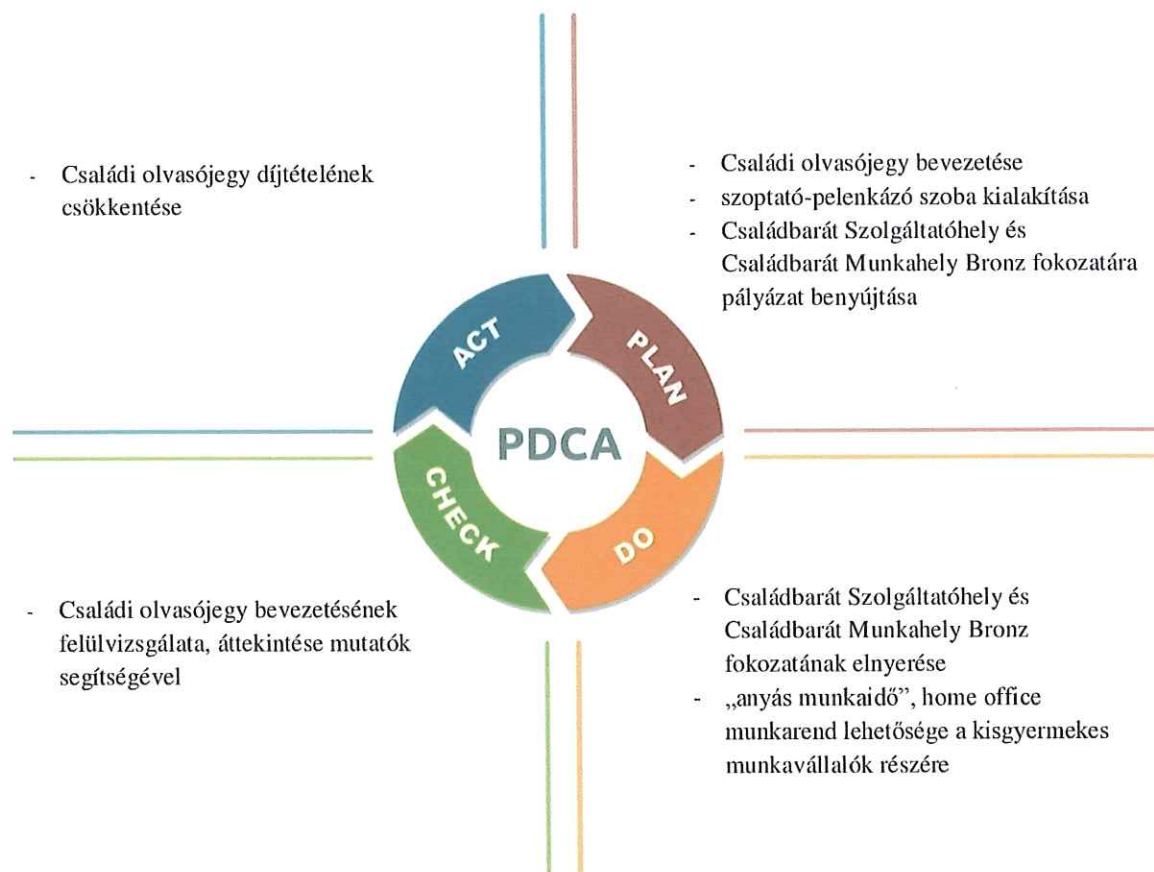 - Családi olvasójegy díjtételének
csökkentése
- Családi olvasójegy bevezetése
- szoptató-pelenkázó szoba kialakítása
- Családbarát Szolgáltatóhely és
Családbarát Munkahely Bronz fokozatára
pályázat benyújtása
ACT
PLAN
PDCA
CHECK
DO
- Családi olvasójegy bevezetésének
felülvizsgálata, áttekintése mutatók
segítségével
- Családbarát Szolgáltatóhely és
Családbarát Munkahely Bronz
fokozatának elnyerése
- „anyás munkaidő”, home office
munkarend lehetősége a kisgyermekes
munkavállalók részére